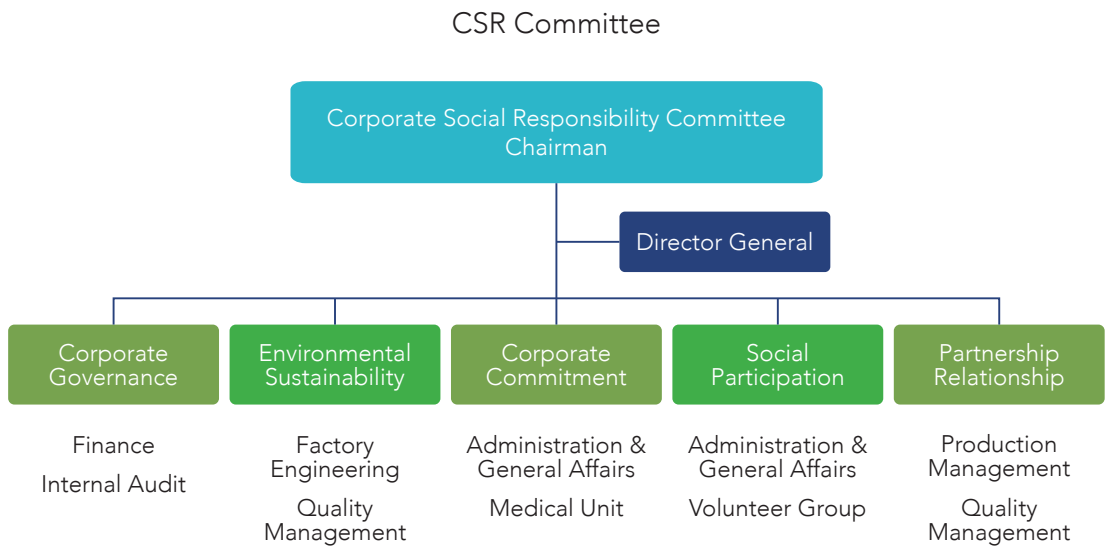 CSR Committee
Corporate Social Responsibility Committee
Chairman
Director General
Corporate
Governance
Environmental
Sustainability
Corporate
Commitment
Social
Participation
Partnership
Relationship
Finance
Internal Audit
Factory
Engineering
Quality
Management
Administration &
General Affairs
Medical Unit
Administration &
General Affairs
Volunteer Group
Production
Management
Quality
Management